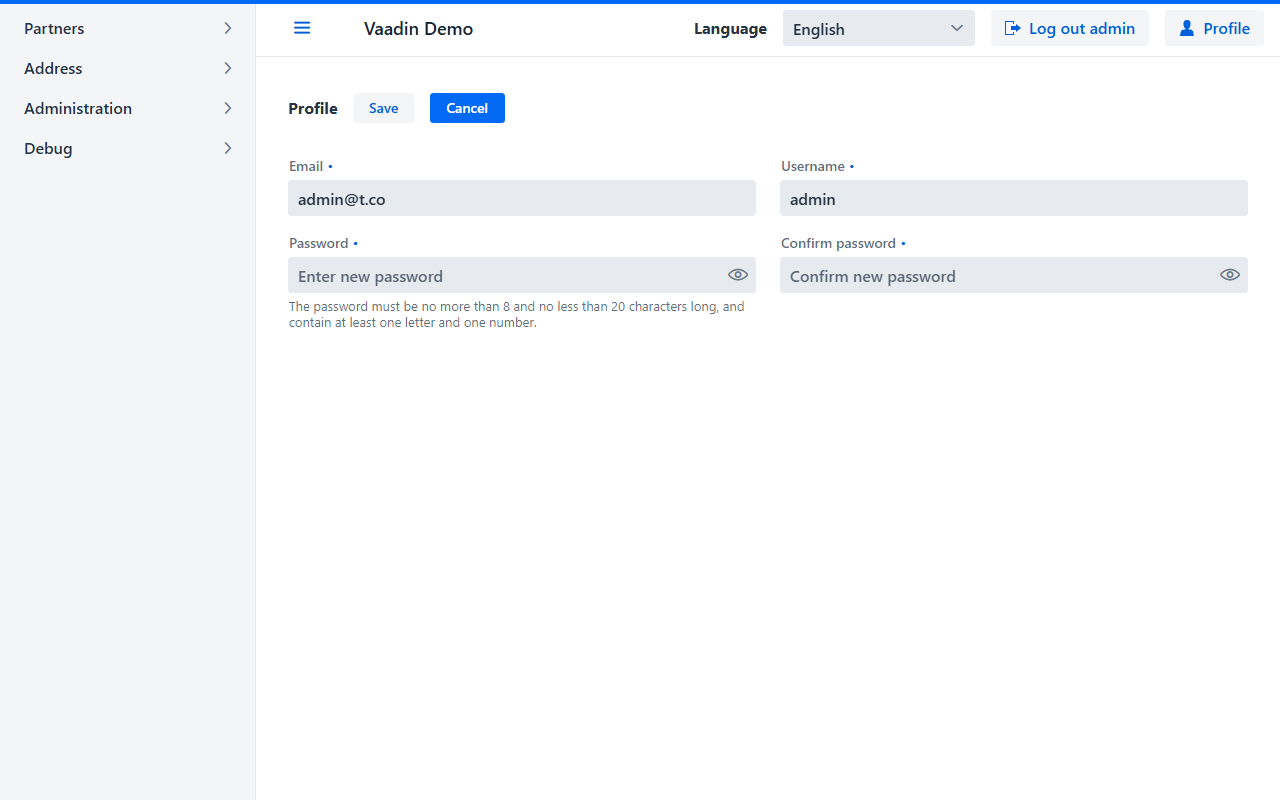 Partners
Address
Administration
Debug
Vaadin Demo
Language
English
Log out admin
Profile
Profile
Save
Cancel
Email •
admin@t.co
Username •
admin
Password •
Enter new password
The password must be no more than 8 and no less than 20 characters long, and
contain at least one letter and one number.
Confirm password •
Confirm new password